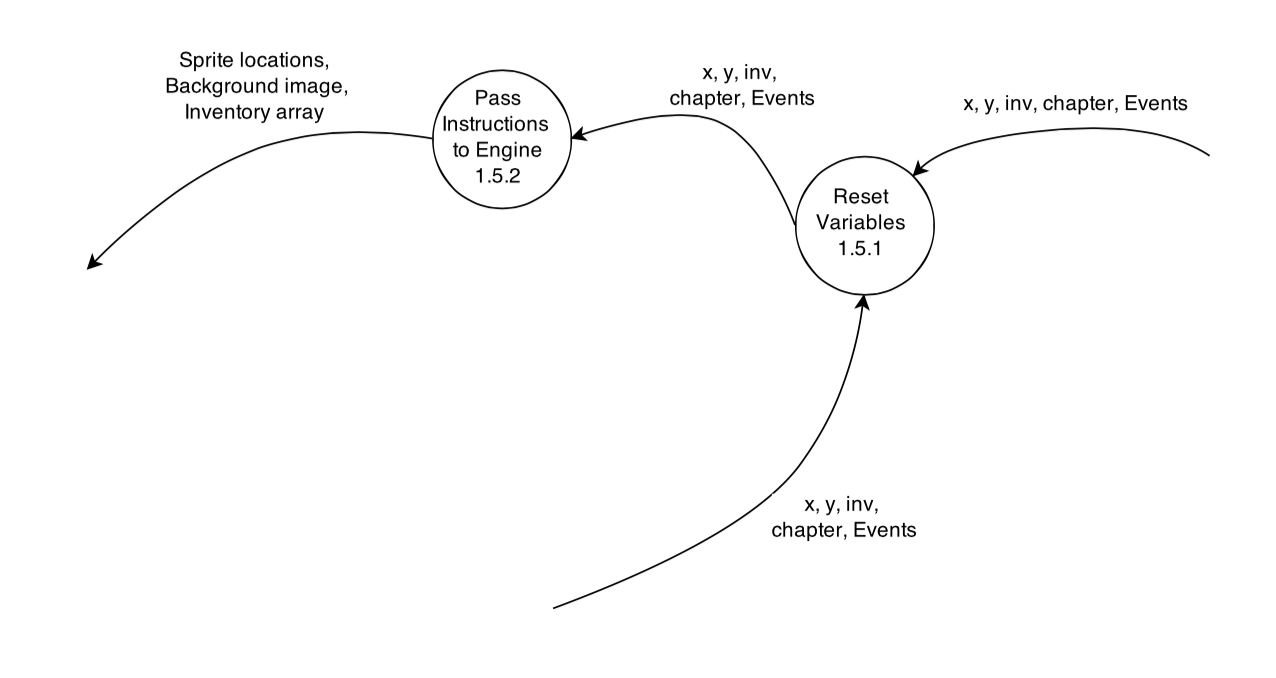 Sprite locations,
Background image,
Inventory array
Pass
Instructions
to Engine
1.5.2
x, y, inv,
chapter, Events
x, y, inv, chapter, Events
Reset
Variables
1.5.1
x, y, inv,
chapter, Events